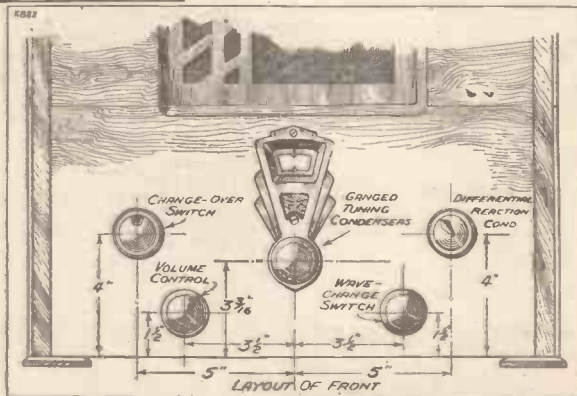 K882
CHANGE-OVER
SWITCH
GANGED
TUNING
CONDENSERS
DIFFERENTIAL
REACTION
COND
VOLUME
CONTROL
WAVE-
CHANGE
SWITCH
4"
4"
3 3/16"
1 1/2"
1 1/2"
3 1/2"
3 1/2"
5"
5"
LAYOUT OF FRONT